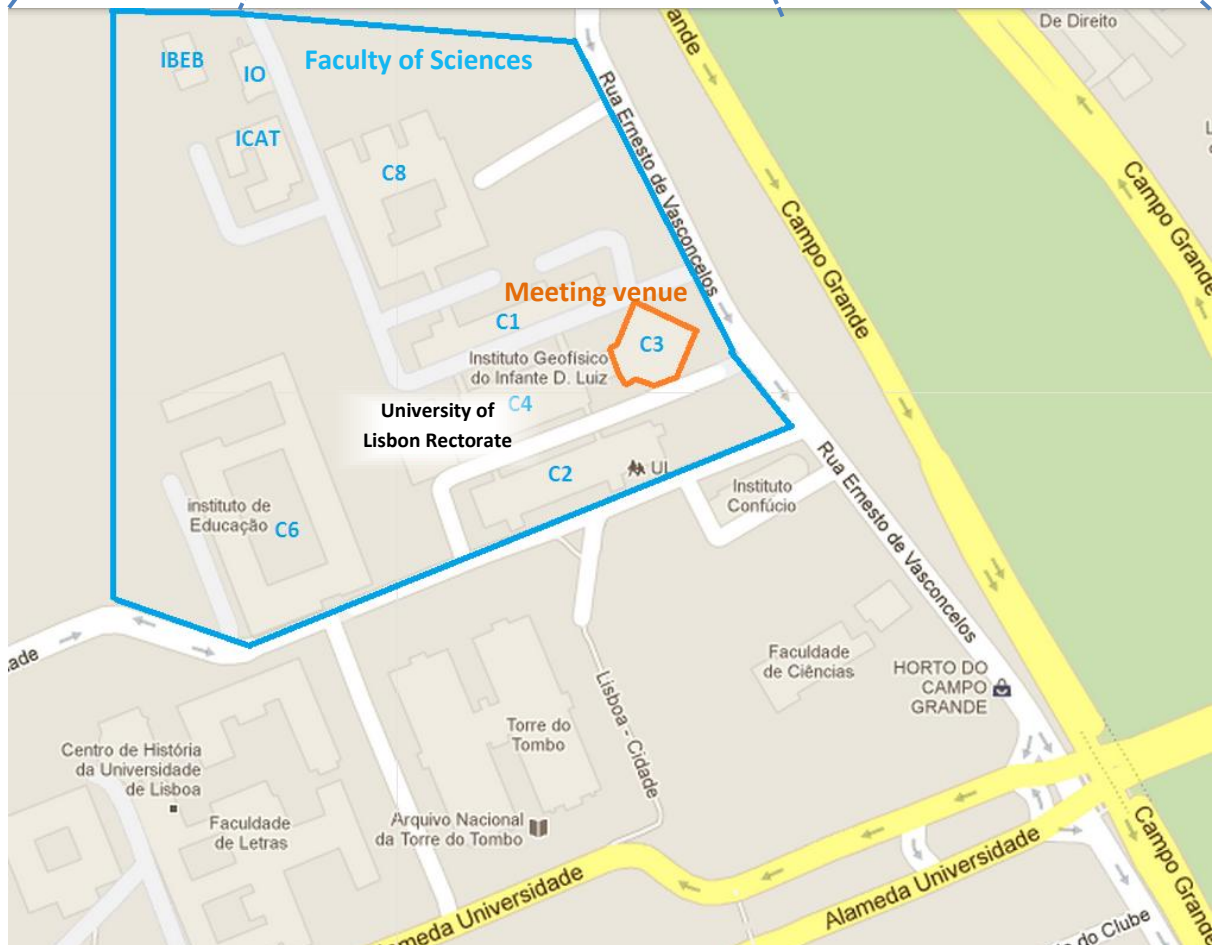 De Direito
IBEB
IO
Faculty of Sciences
ICAT
C8
Rua Ernesto de Vasconcelos
ande
Campo Grande
Campo Grande
Meeting venue
C1
C3
Instituto Geofísico
do Infante D. Luiz
C4
University of
Lisbon Rectorate
C2
UL
Instituto
Confúcio
instituto de
Educação
C6
Rua Ernesto de Vasconcelos
ade
Faculdade
de Ciências
HORTO DO
CAMPO
GRANDE
Lisboa - Cidade
Torre do
Tombo
Centro de História
da Universidade
de Lisboa
Faculdade
de Letras
Arquivo Nacional
da Torre do Tombo
Campo Grande
Alameda Universidade
ameda Universidade
do Clube